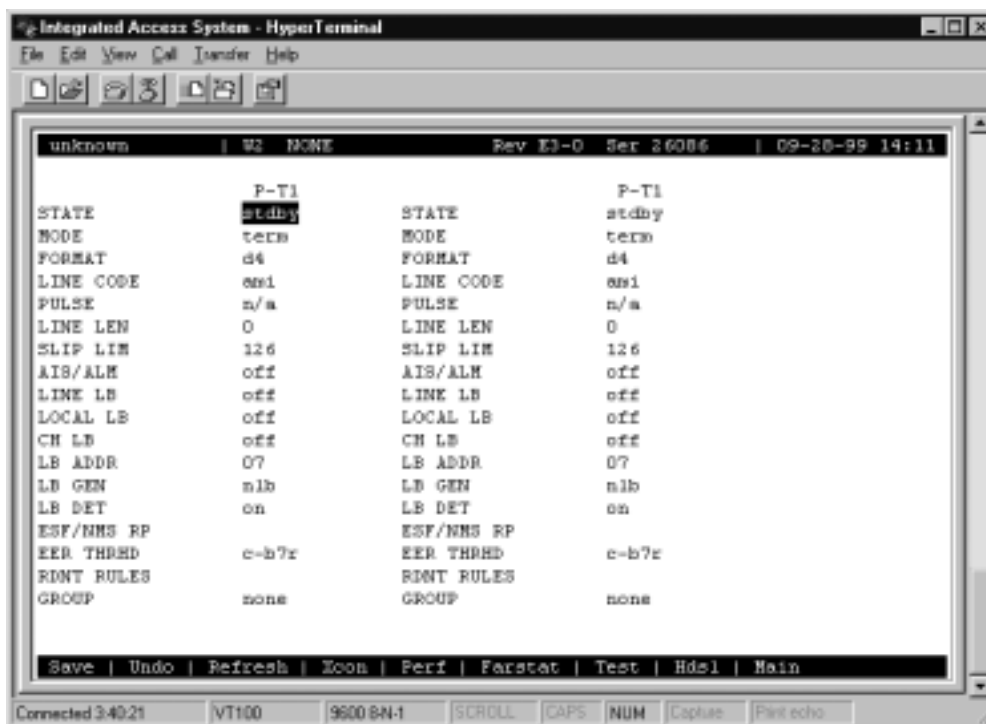 Integrated Access System - HyperTerminal
File Edit View Call Transfer Help
unknown | W2 NONE Rev E3-0 Ser 26086 | 09-28-99 14:11
P-T1 P-T1
STATE stdby STATE stdby
MODE term MODE term
FORMAT d4 FORMAT d4
LINE CODE ami LINE CODE ami
PULSE n/a PULSE n/a
LINE LEN 0 LINE LEN 0
SLIP LIM 126 SLIP LIM 126
AIS/ALM off AIS/ALM off
LINE LB off LINE LB off
LOCAL LB off LOCAL LB off
CH LB off CH LB off
LB ADDR 07 LB ADDR 07
LB GEN nlb LB GEN nlb
LB DET on LB DET on
ESF/NMS RP ESF/NMS RP
EER THRHD c-b7r EER THRHD c-b7r
RDNT RULES RDNT RULES
GROUP none GROUP none
Save | Undo | Refresh | Xcon | Perf | Farstat | Test | Hdsl | Main
Connected 3:40:21 VT100 9600 8-N-1 SCROLL CAPS NUM Capture Print echo